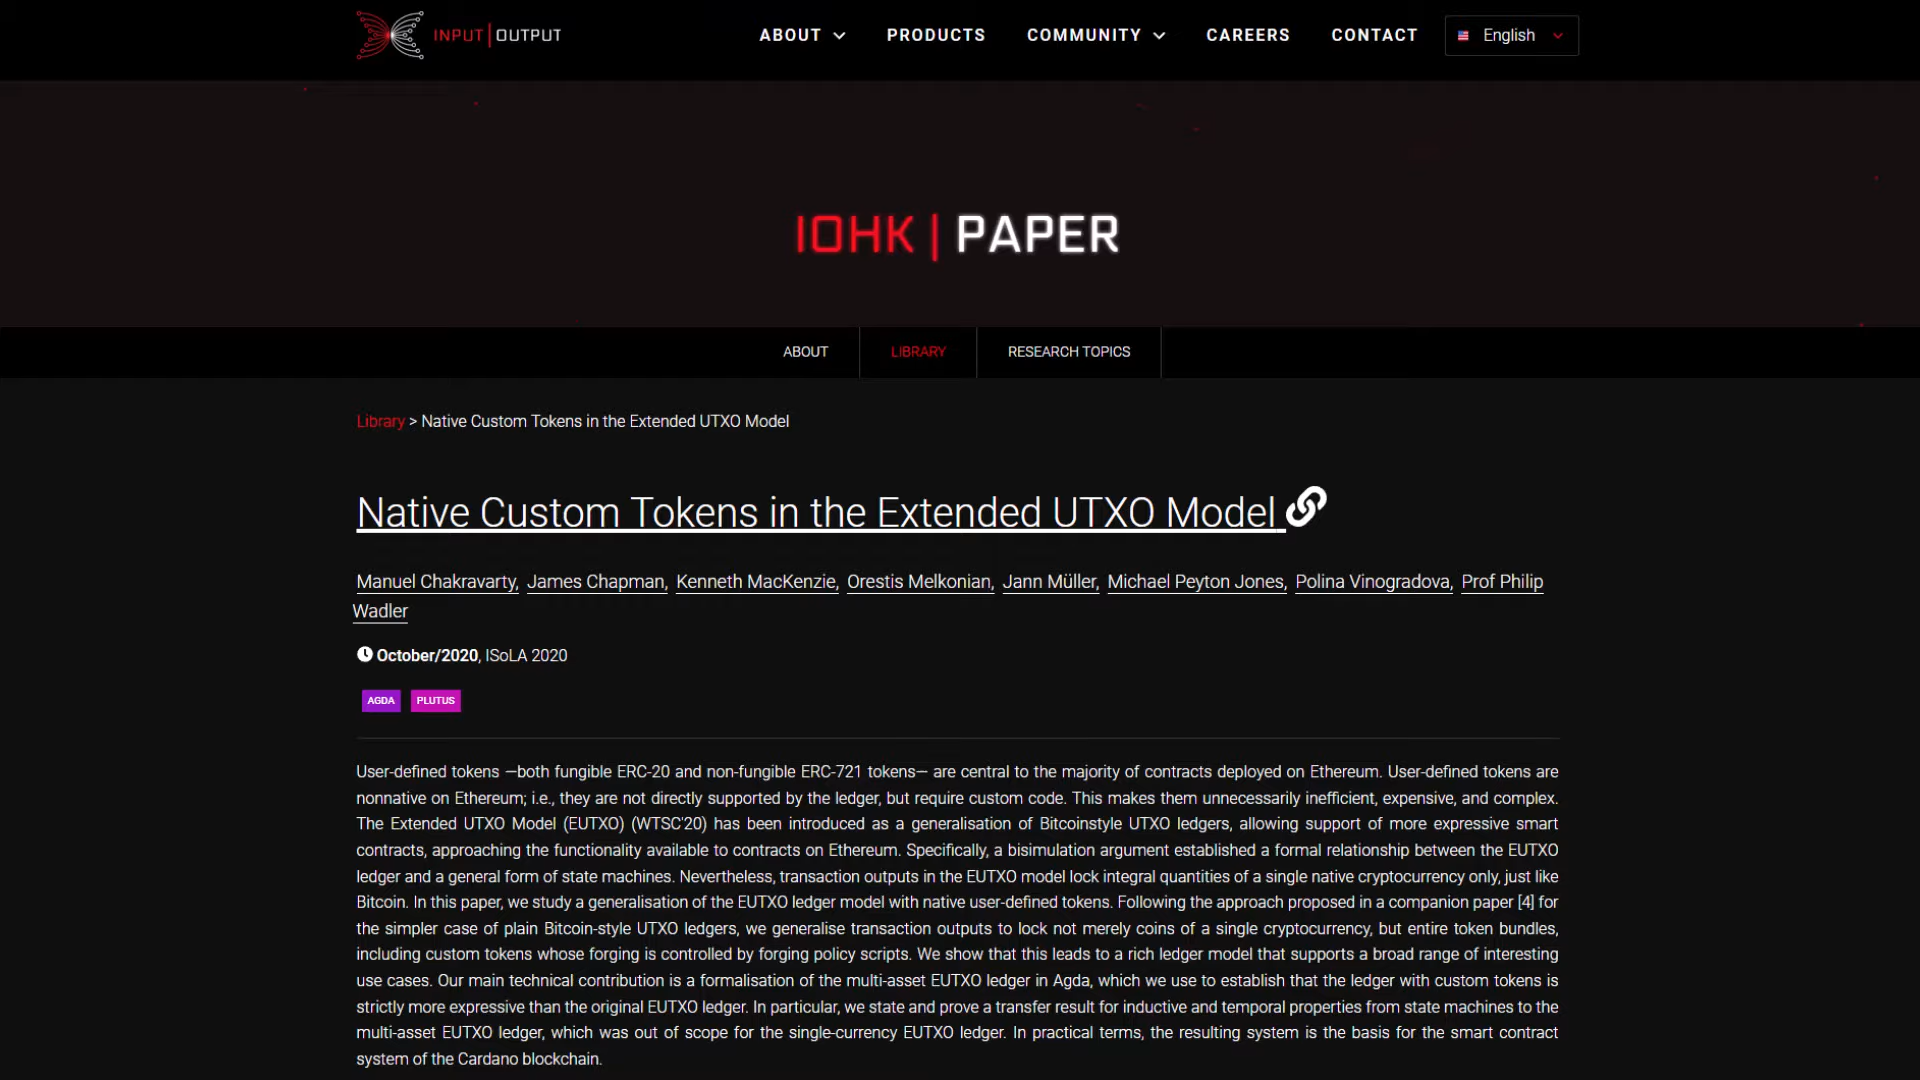 INPUT | OUTPUT
ABOUT
PRODUCTS
COMMUNITY
CAREERS
CONTACT
English
IOHK | PAPER
ABOUT
LIBRARY
RESEARCH TOPICS
Library > Native Custom Tokens in the Extended UTXO Model
Native Custom Tokens in the Extended UTXO Model
Manuel Chakravarty, James Chapman, Kenneth MacKenzie, Orestis Melkonian, Jann Müller, Michael Peyton Jones, Polina Vinogradova, Prof Philip
Wadler
October/2020, ISoLA 2020
AGDA
PLUTUS
User-defined tokens —both fungible ERC-20 and non-fungible ERC-721 tokens— are central to the majority of contracts deployed on Ethereum. User-defined tokens are
nonnative on Ethereum; i.e., they are not directly supported by the ledger, but require custom code. This makes them unnecessarily inefficient, expensive, and complex.
The Extended UTXO Model (EUTXO) (WTSC'20) has been introduced as a generalisation of Bitcoinstyle UTXO ledgers, allowing support of more expressive smart
contracts, approaching the functionality available to contracts on Ethereum. Specifically, a bisimulation argument established a formal relationship between the EUTXO
ledger and a general form of state machines. Nevertheless, transaction outputs in the EUTXO model lock integral quantities of a single native cryptocurrency only, just like
Bitcoin. In this paper, we study a generalisation of the EUTXO ledger model with native user-defined tokens. Following the approach proposed in a companion paper [4] for
the simpler case of plain Bitcoin-style UTXO ledgers, we generalise transaction outputs to lock not merely coins of a single cryptocurrency, but entire token bundles,
including custom tokens whose forging is controlled by forging policy scripts. We show that this leads to a rich ledger model that supports a broad range of interesting
use cases. Our main technical contribution is a formalisation of the multi-asset EUTXO ledger in Agda, which we use to establish that the ledger with custom tokens is
strictly more expressive than the original EUTXO ledger. In particular, we state and prove a transfer result for inductive and temporal properties from state machines to the
multi-asset EUTXO ledger, which was out of scope for the single-currency EUTXO ledger. In practical terms, the resulting system is the basis for the smart contract
system of the Cardano blockchain.